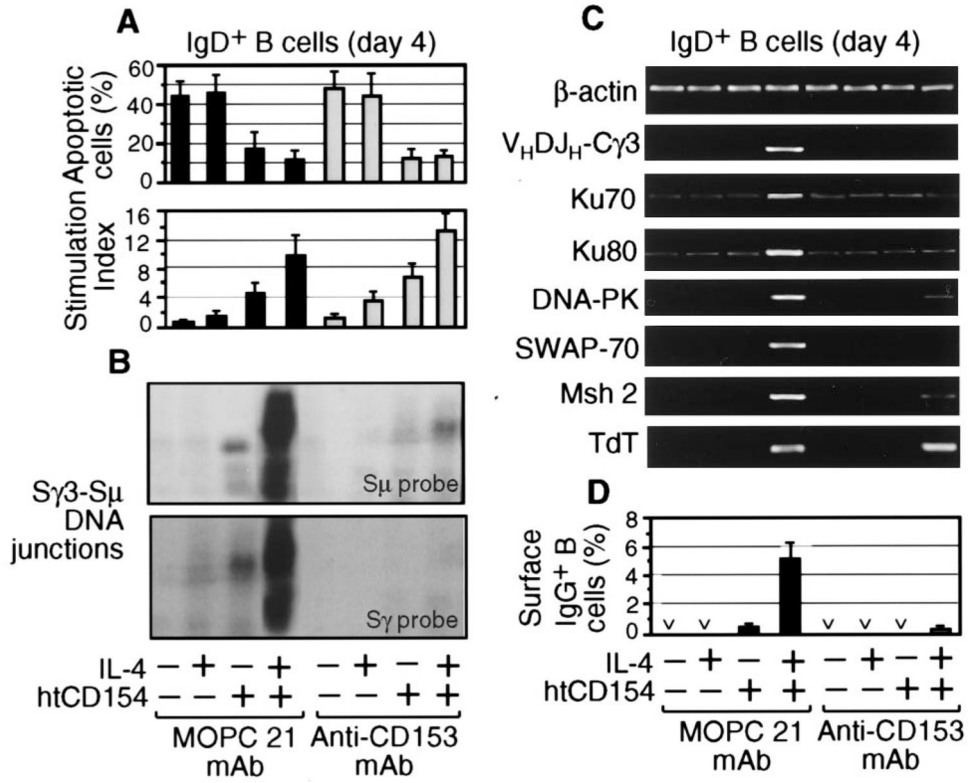 A
IgD+ B cells (day 4)
Apoptotic
cells (%)
60
40
20
0
Stimulation
Index
16
12
8
4
0
B
Sγ3-Sμ
DNA
junctions
Sμ probe
Sγ probe
IL-4 − + − + − + − +
htCD154 − − + + − − + +
MOPC 21
mAb
Anti-CD153
mAb
C
IgD+ B cells (day 4)
β-actin
VHDJH-Cγ3
Ku70
Ku80
DNA-PK
SWAP-70
Msh 2
TdT
D
Surface
IgG+ B
cells (%)
8
6
4
2
0
v v v v v
IL-4 − + − + − + − +
htCD154 − − + + − − + +
MOPC 21
mAb
Anti-CD153
mAb